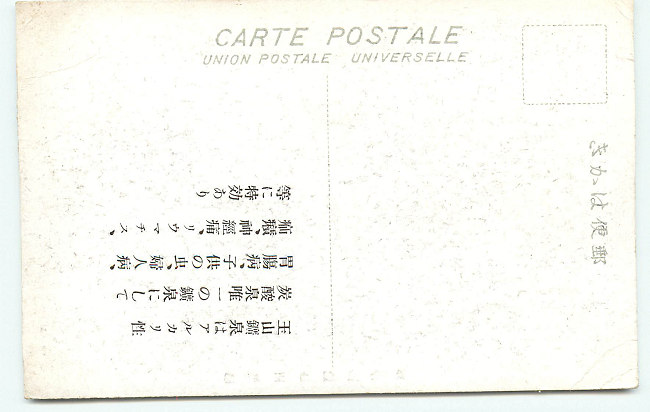 CARTE POSTALE
UNION POSTALE UNIVERSELLE
きかは便郵
玉山鑛泉はアルカリ性
炭酸泉唯一の鑛泉にして
胃腸病、子供の虫、婦人病、
神經痛、リウマチス、
等に特効あり